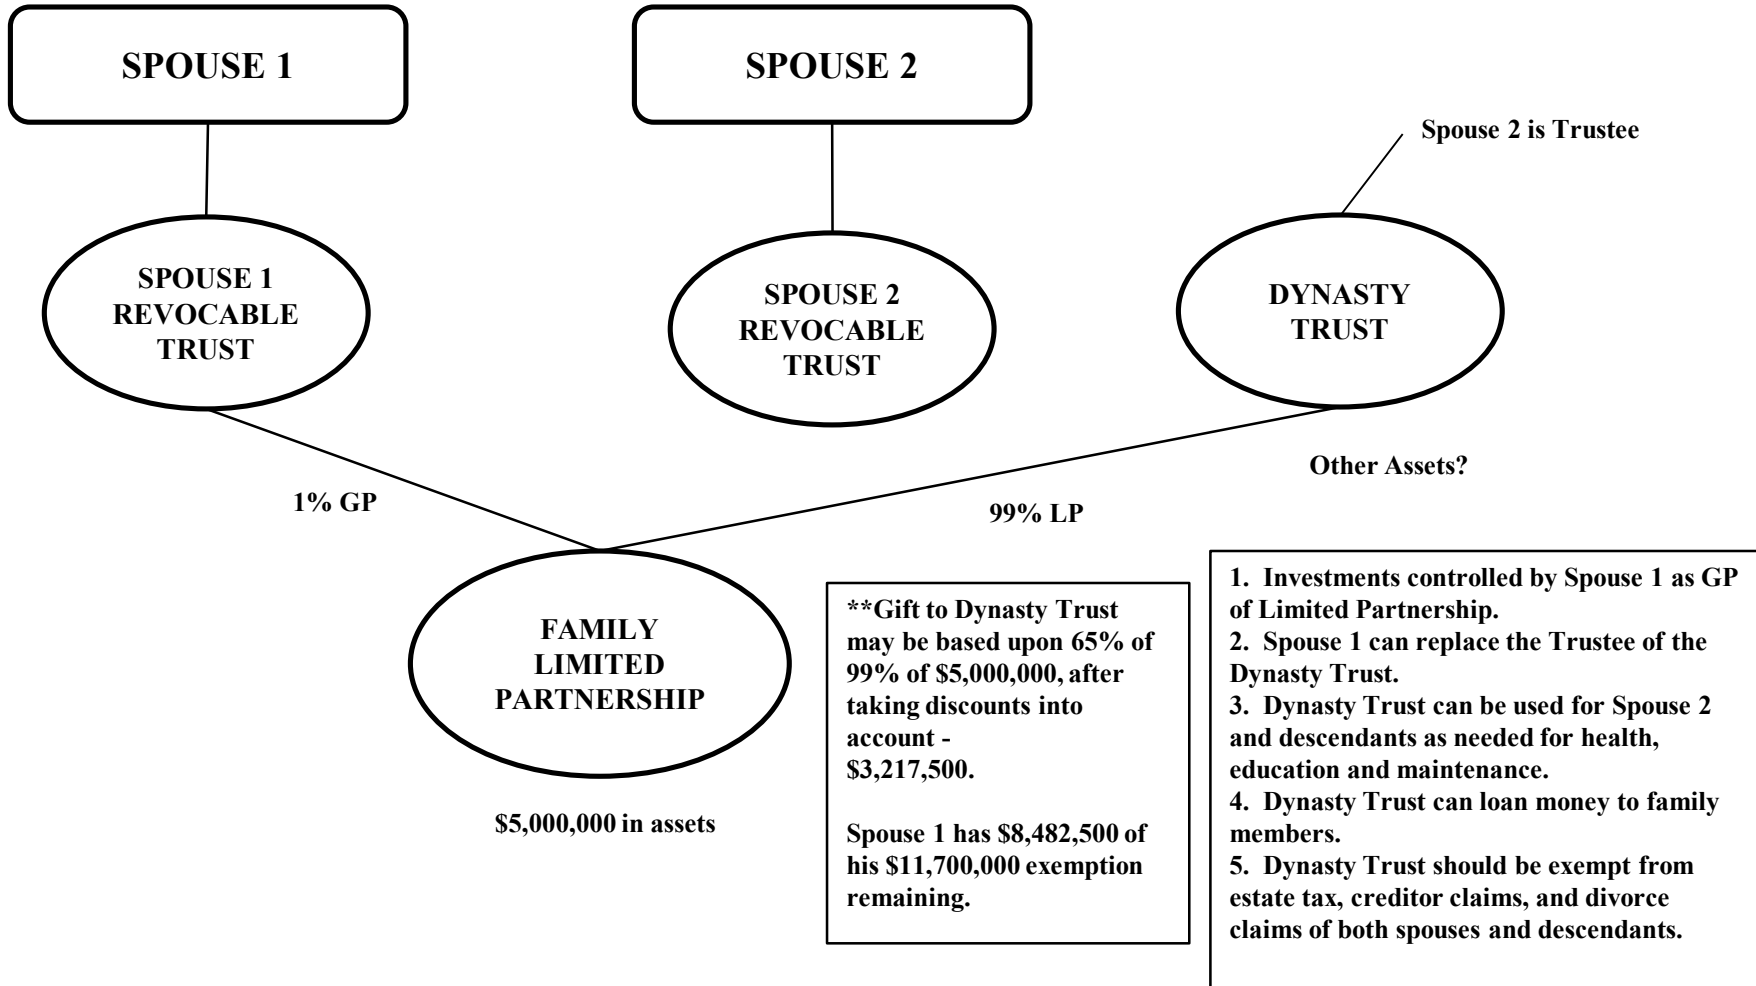 SPOUSE 1
SPOUSE 2
Spouse 2 is Trustee
SPOUSE 1
REVOCABLE
TRUST
SPOUSE 2
REVOCABLE
TRUST
DYNASTY
TRUST
Other Assets?
1% GP
99% LP
FAMILY
LIMITED
PARTNERSHIP
$5,000,000 in assets
**Gift to Dynasty Trust
may be based upon 65% of
99% of $5,000,000, after
taking discounts into
account -
$3,217,500.
Spouse 1 has $8,482,500 of
his $11,700,000 exemption
remaining.
1. Investments controlled by Spouse 1 as GP
of Limited Partnership.
2. Spouse 1 can replace the Trustee of the
Dynasty Trust.
3. Dynasty Trust can be used for Spouse 2
and descendants as needed for health,
education and maintenance.
4. Dynasty Trust can loan money to family
members.
5. Dynasty Trust should be exempt from
estate tax, creditor claims, and divorce
claims of both spouses and descendants.